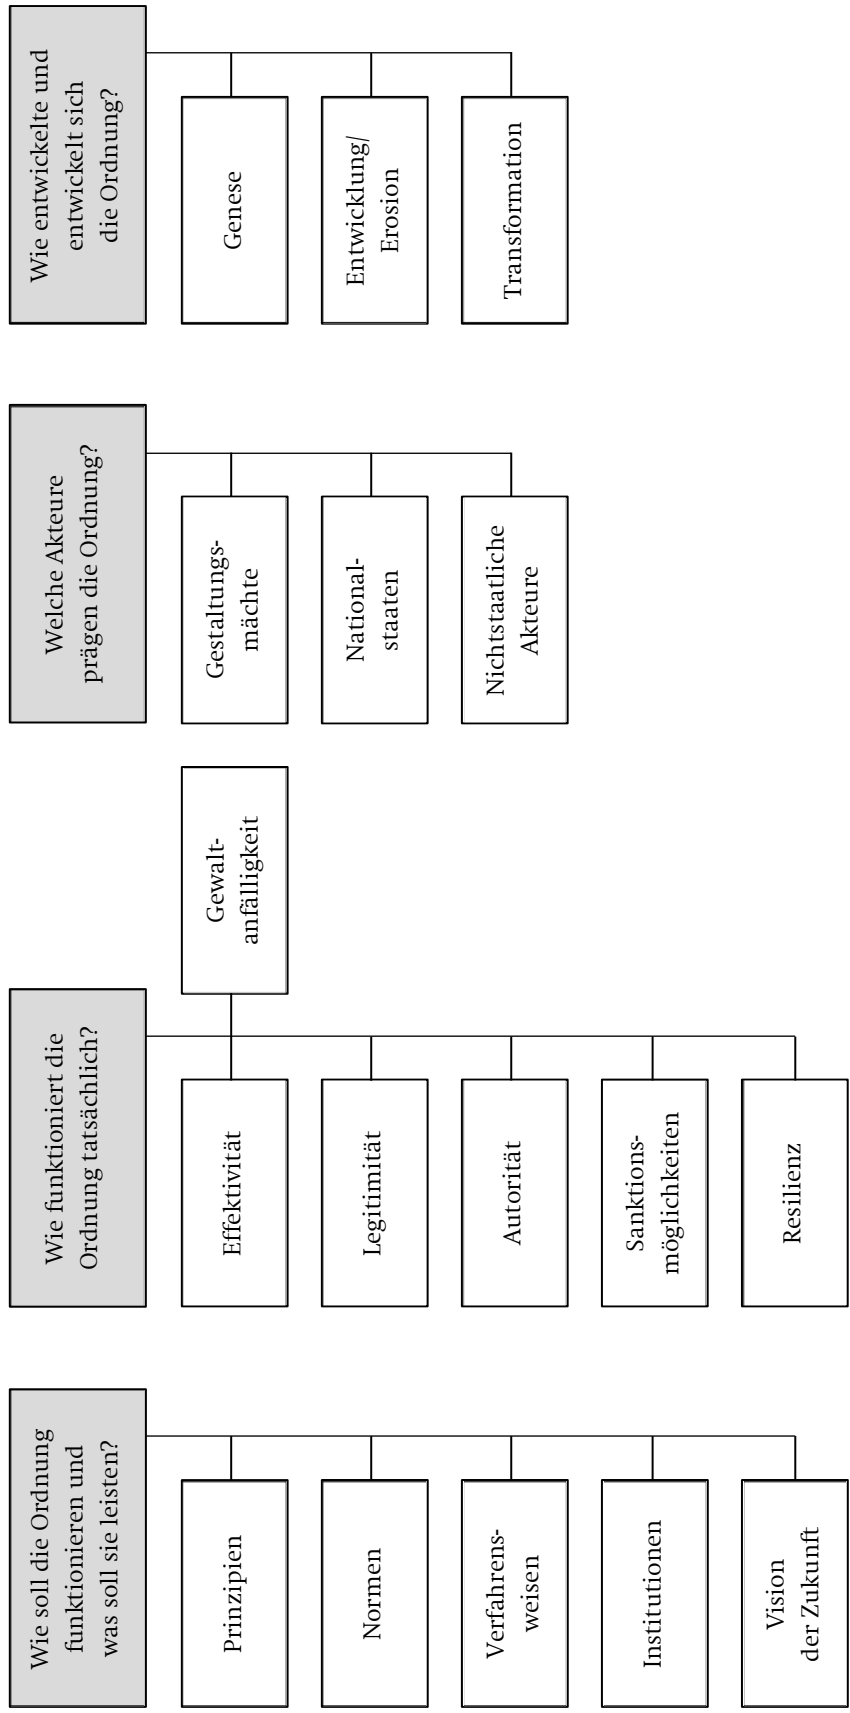 Wie soll die Ordnung
funktionieren und
was soll sie leisten?
Prinzipien
Normen
Verfahrens-
weisen
Institutionen
Vision
der Zukunft
Wie funktioniert die
Ordnung tatsächlich?
Effektivität
Gewalt-
anfälligkeit
Legitimität
Autorität
Sanktions-
möglichkeiten
Resilienz
Welche Akteure
prägen die Ordnung?
Gestaltungs-
mächte
National-
staaten
Nichtstaatliche
Akteure
Wie entwickelte und
entwickelt sich
die Ordnung?
Genese
Entwicklung/
Erosion
Transformation